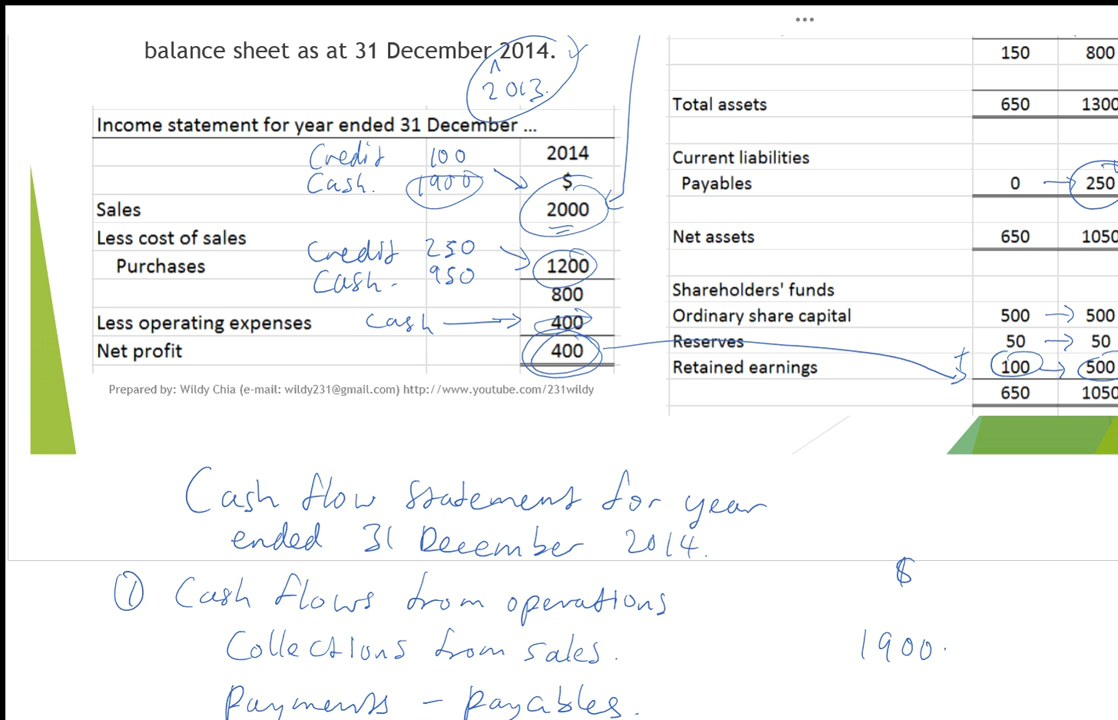 balance sheet as at 31 December 2014.
2013.
Income statement for year ended 31 December ...
Credit 100 2014
Cash. 1900 $
Sales 2000
Less cost of sales
Credit 250
Purchases 1200
Cash - 950
800
Less operating expenses cash 400
Net profit 400
Prepared by: Wildy Chia (e-mail: wildy231@gmail.com) http://www.youtube.com/231wildy
150 800
Total assets 650 1300
Current liabilities
Payables 0 250
Net assets 650 1050
Shareholders' funds
Ordinary share capital 500 500
Reserves 50 50
+
Retained earnings 100 500
650 1050
Cash flow statement for year
ended 31 December 2014.
$
① Cash flows from operations
Collections from sales. 1900.
Payments - payables.